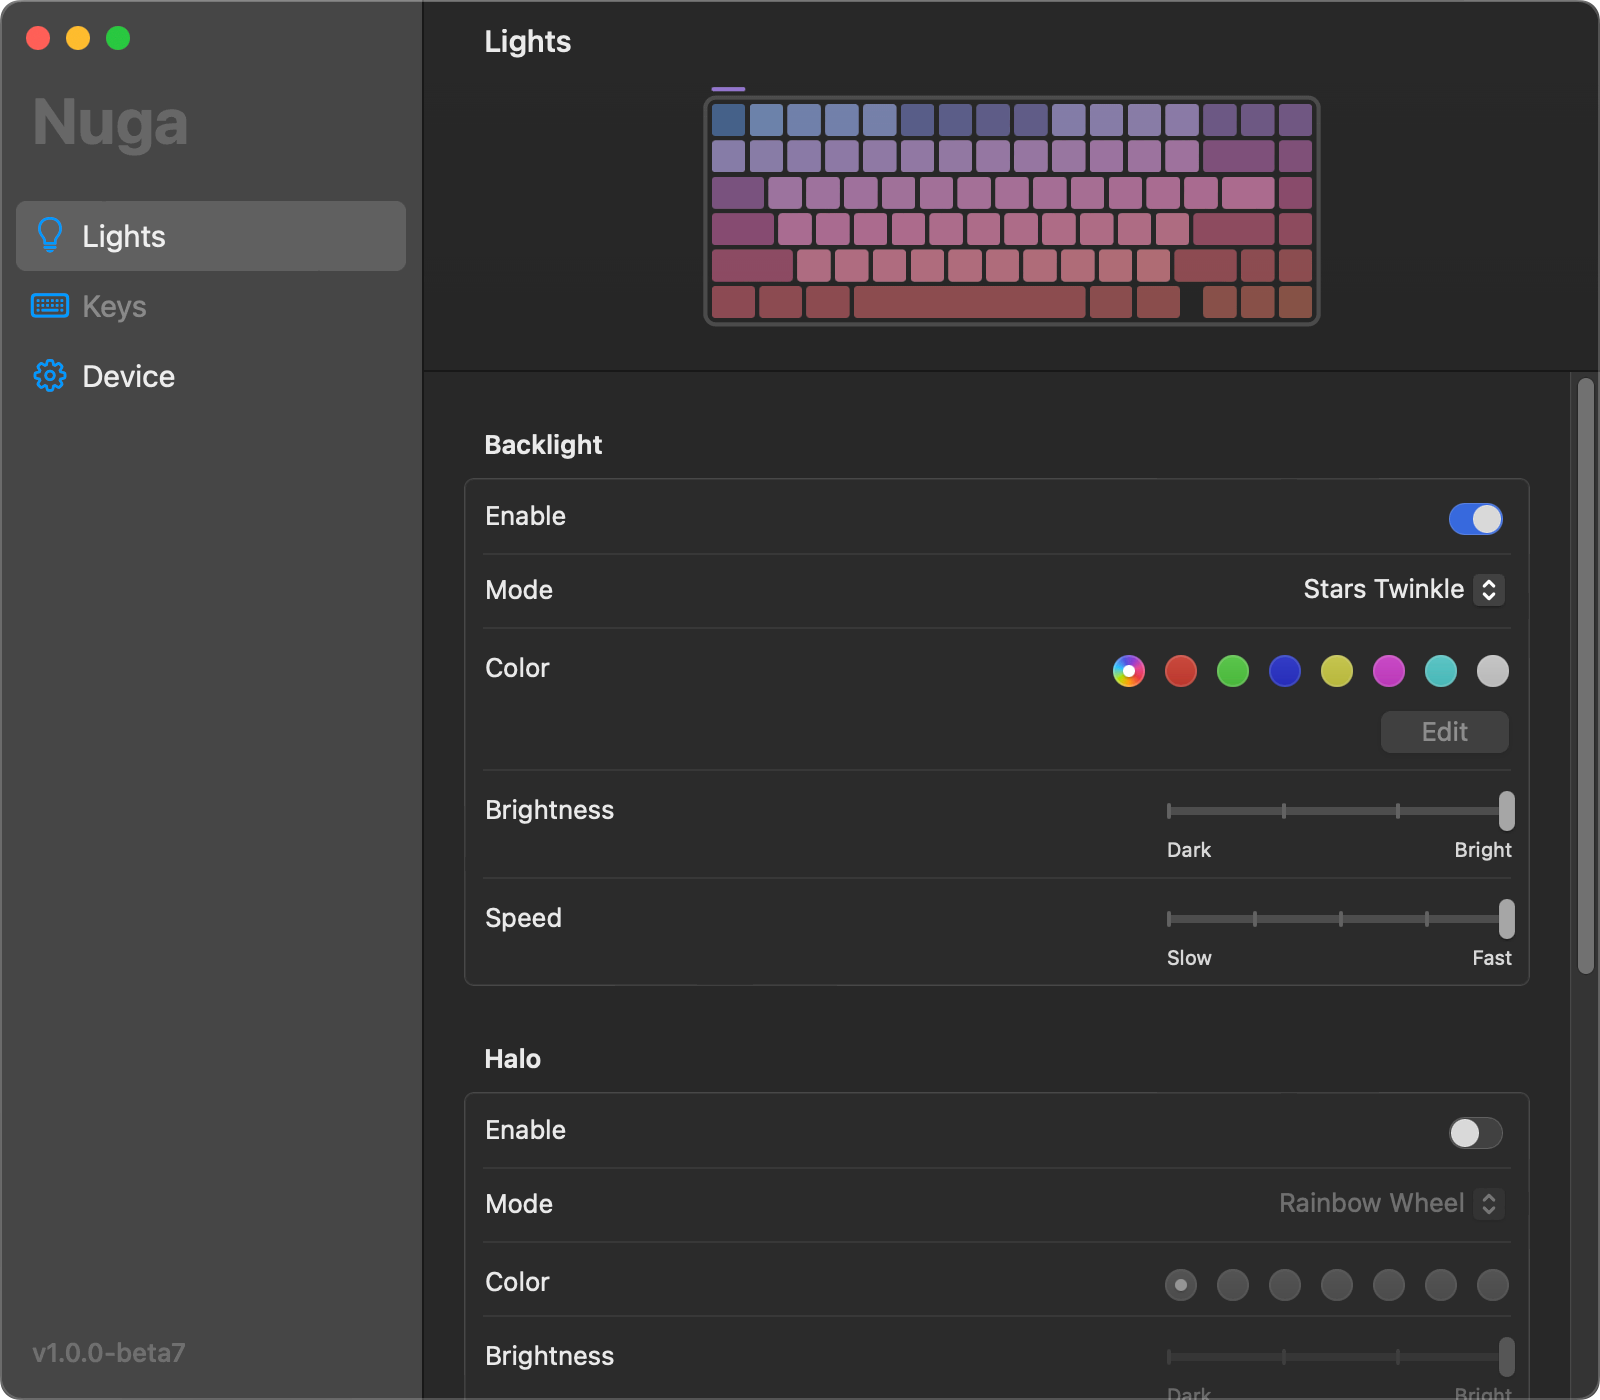 Nuga
Lights
Keys
Device
v1.0.0-beta7
Lights
Backlight
Enable
Mode Stars Twinkle
Color
Edit
Brightness
Dark Bright
Speed
Slow Fast
Halo
Enable
Mode Rainbow Wheel
Color
Brightness
Dark Bright